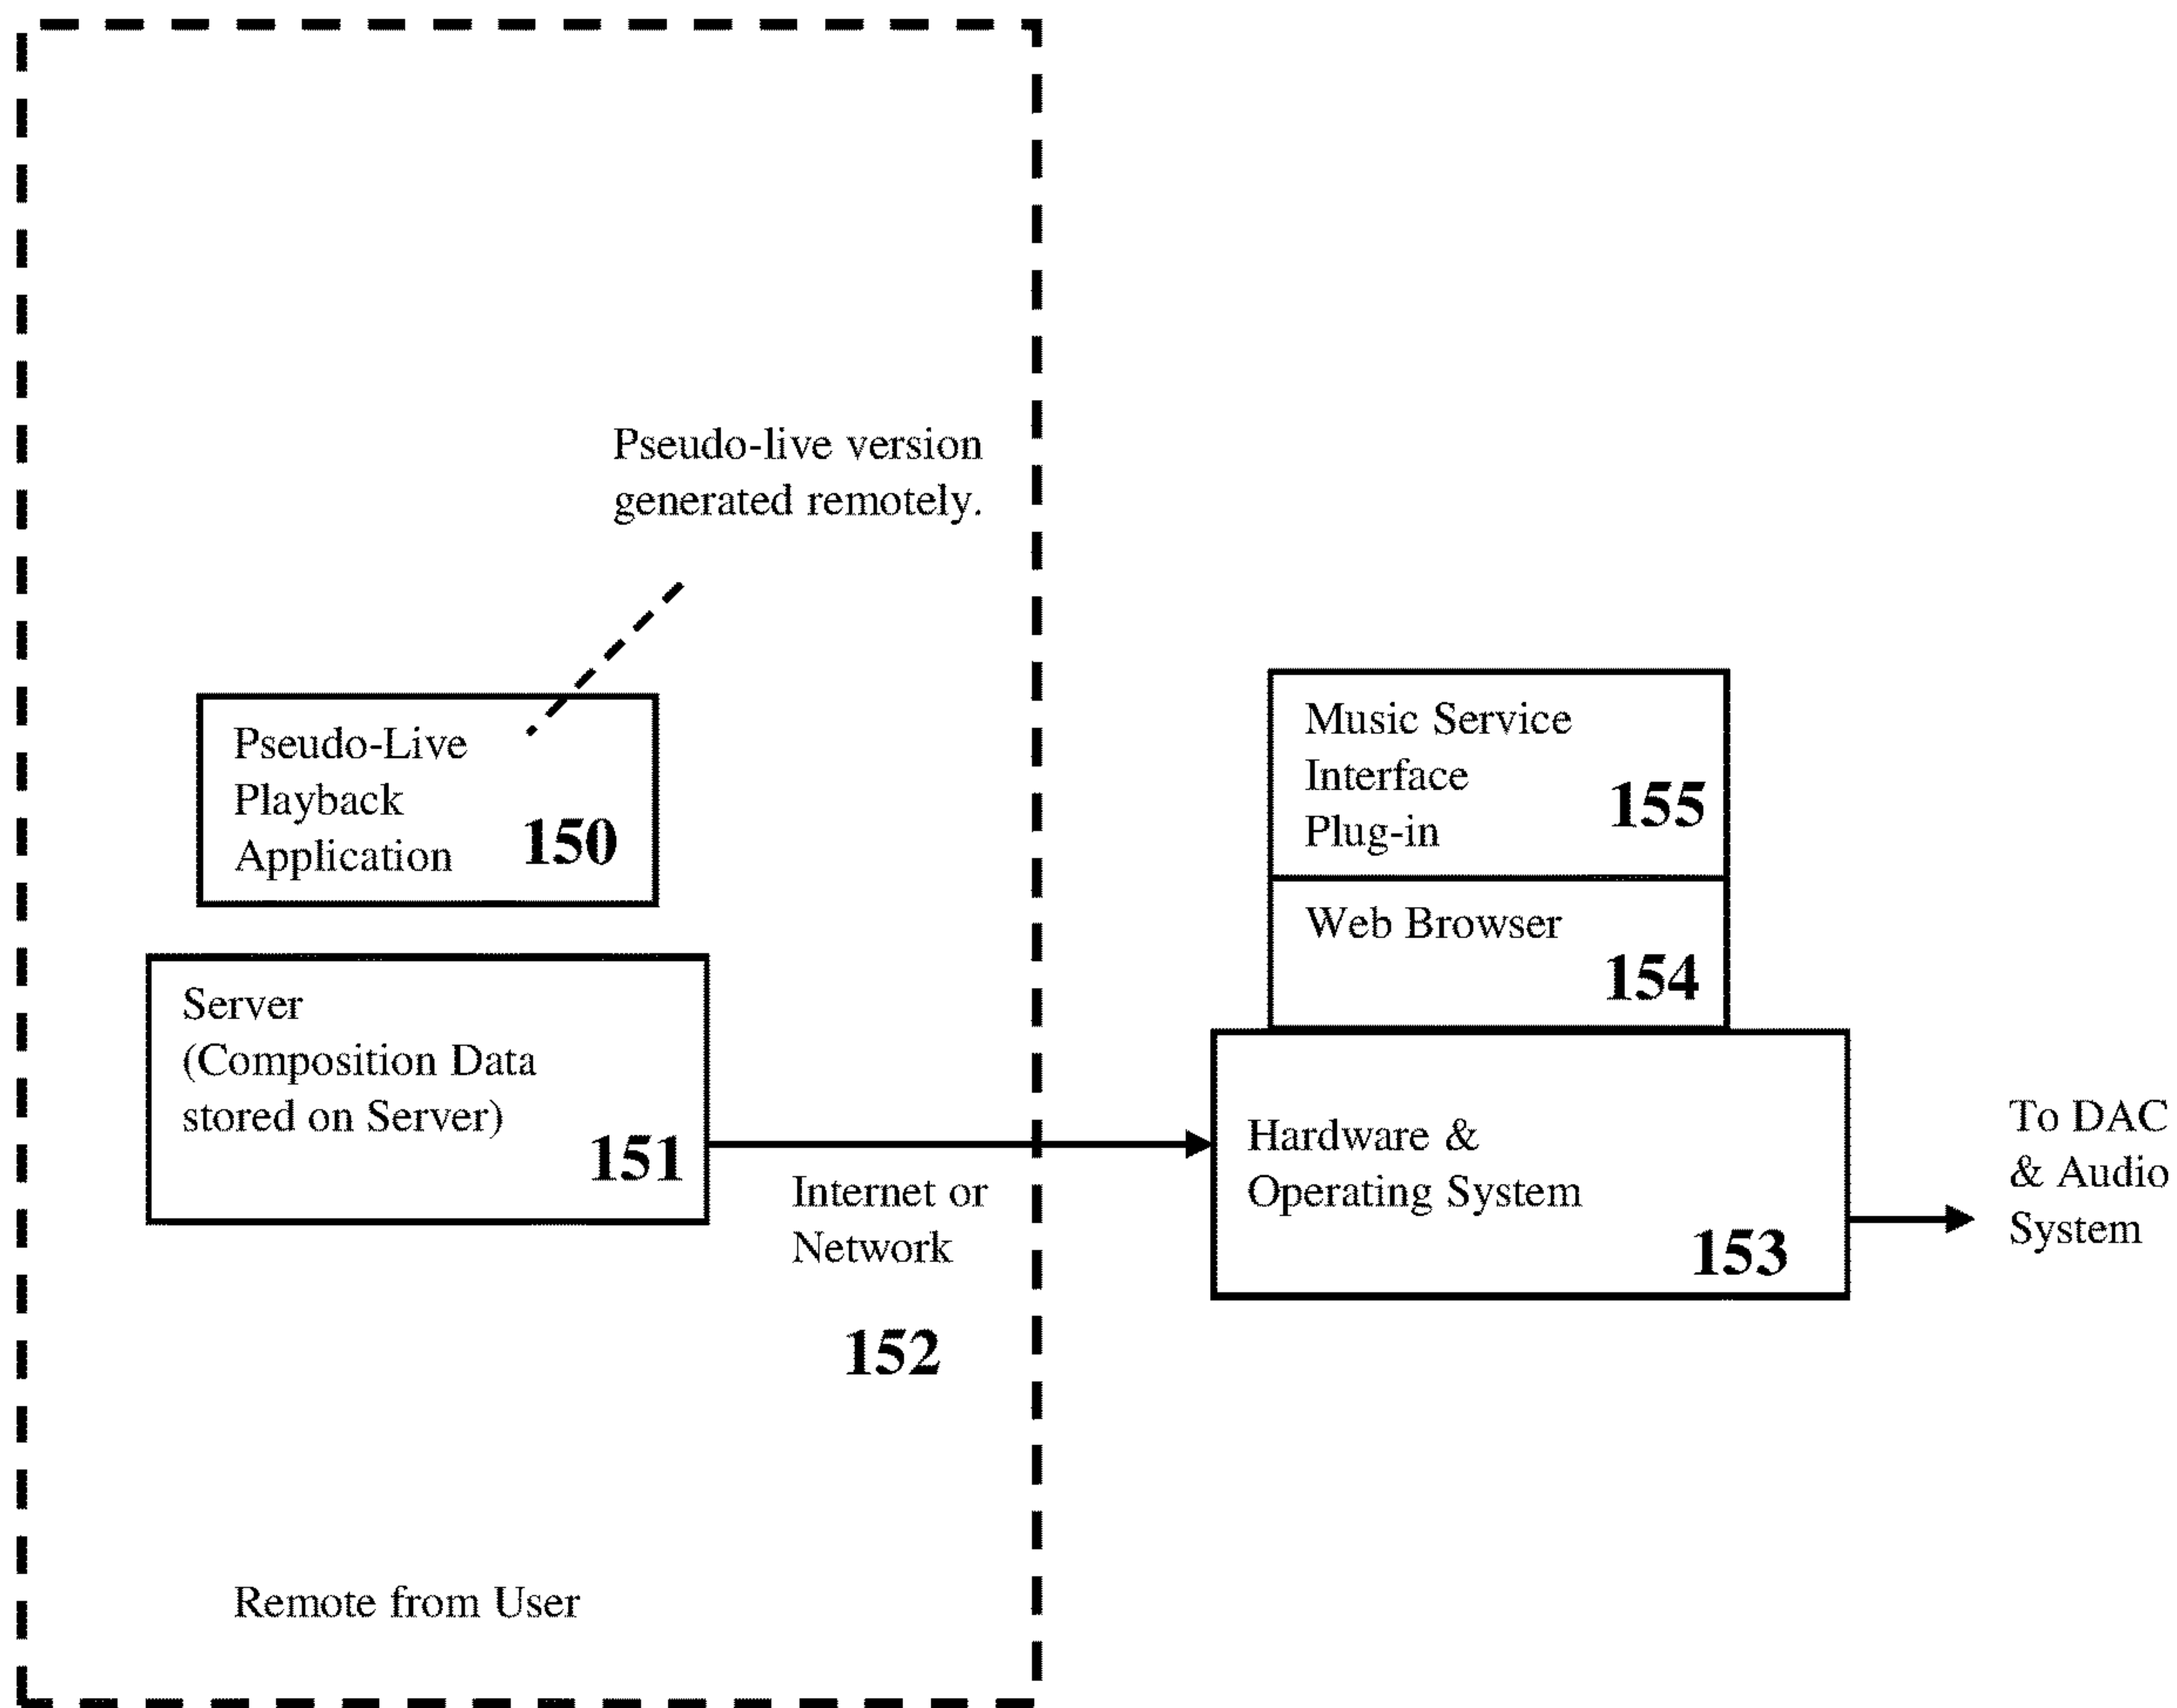 Pseudo-live version
generated remotely.
Pseudo-Live
Playback
Application
150
Server
(Composition Data
stored on Server)
151
Internet or
Network
152
Remote from User
Music Service
Interface
Plug-in
155
Web Browser
154
Hardware &
Operating System
153
To DAC
& Audio
System